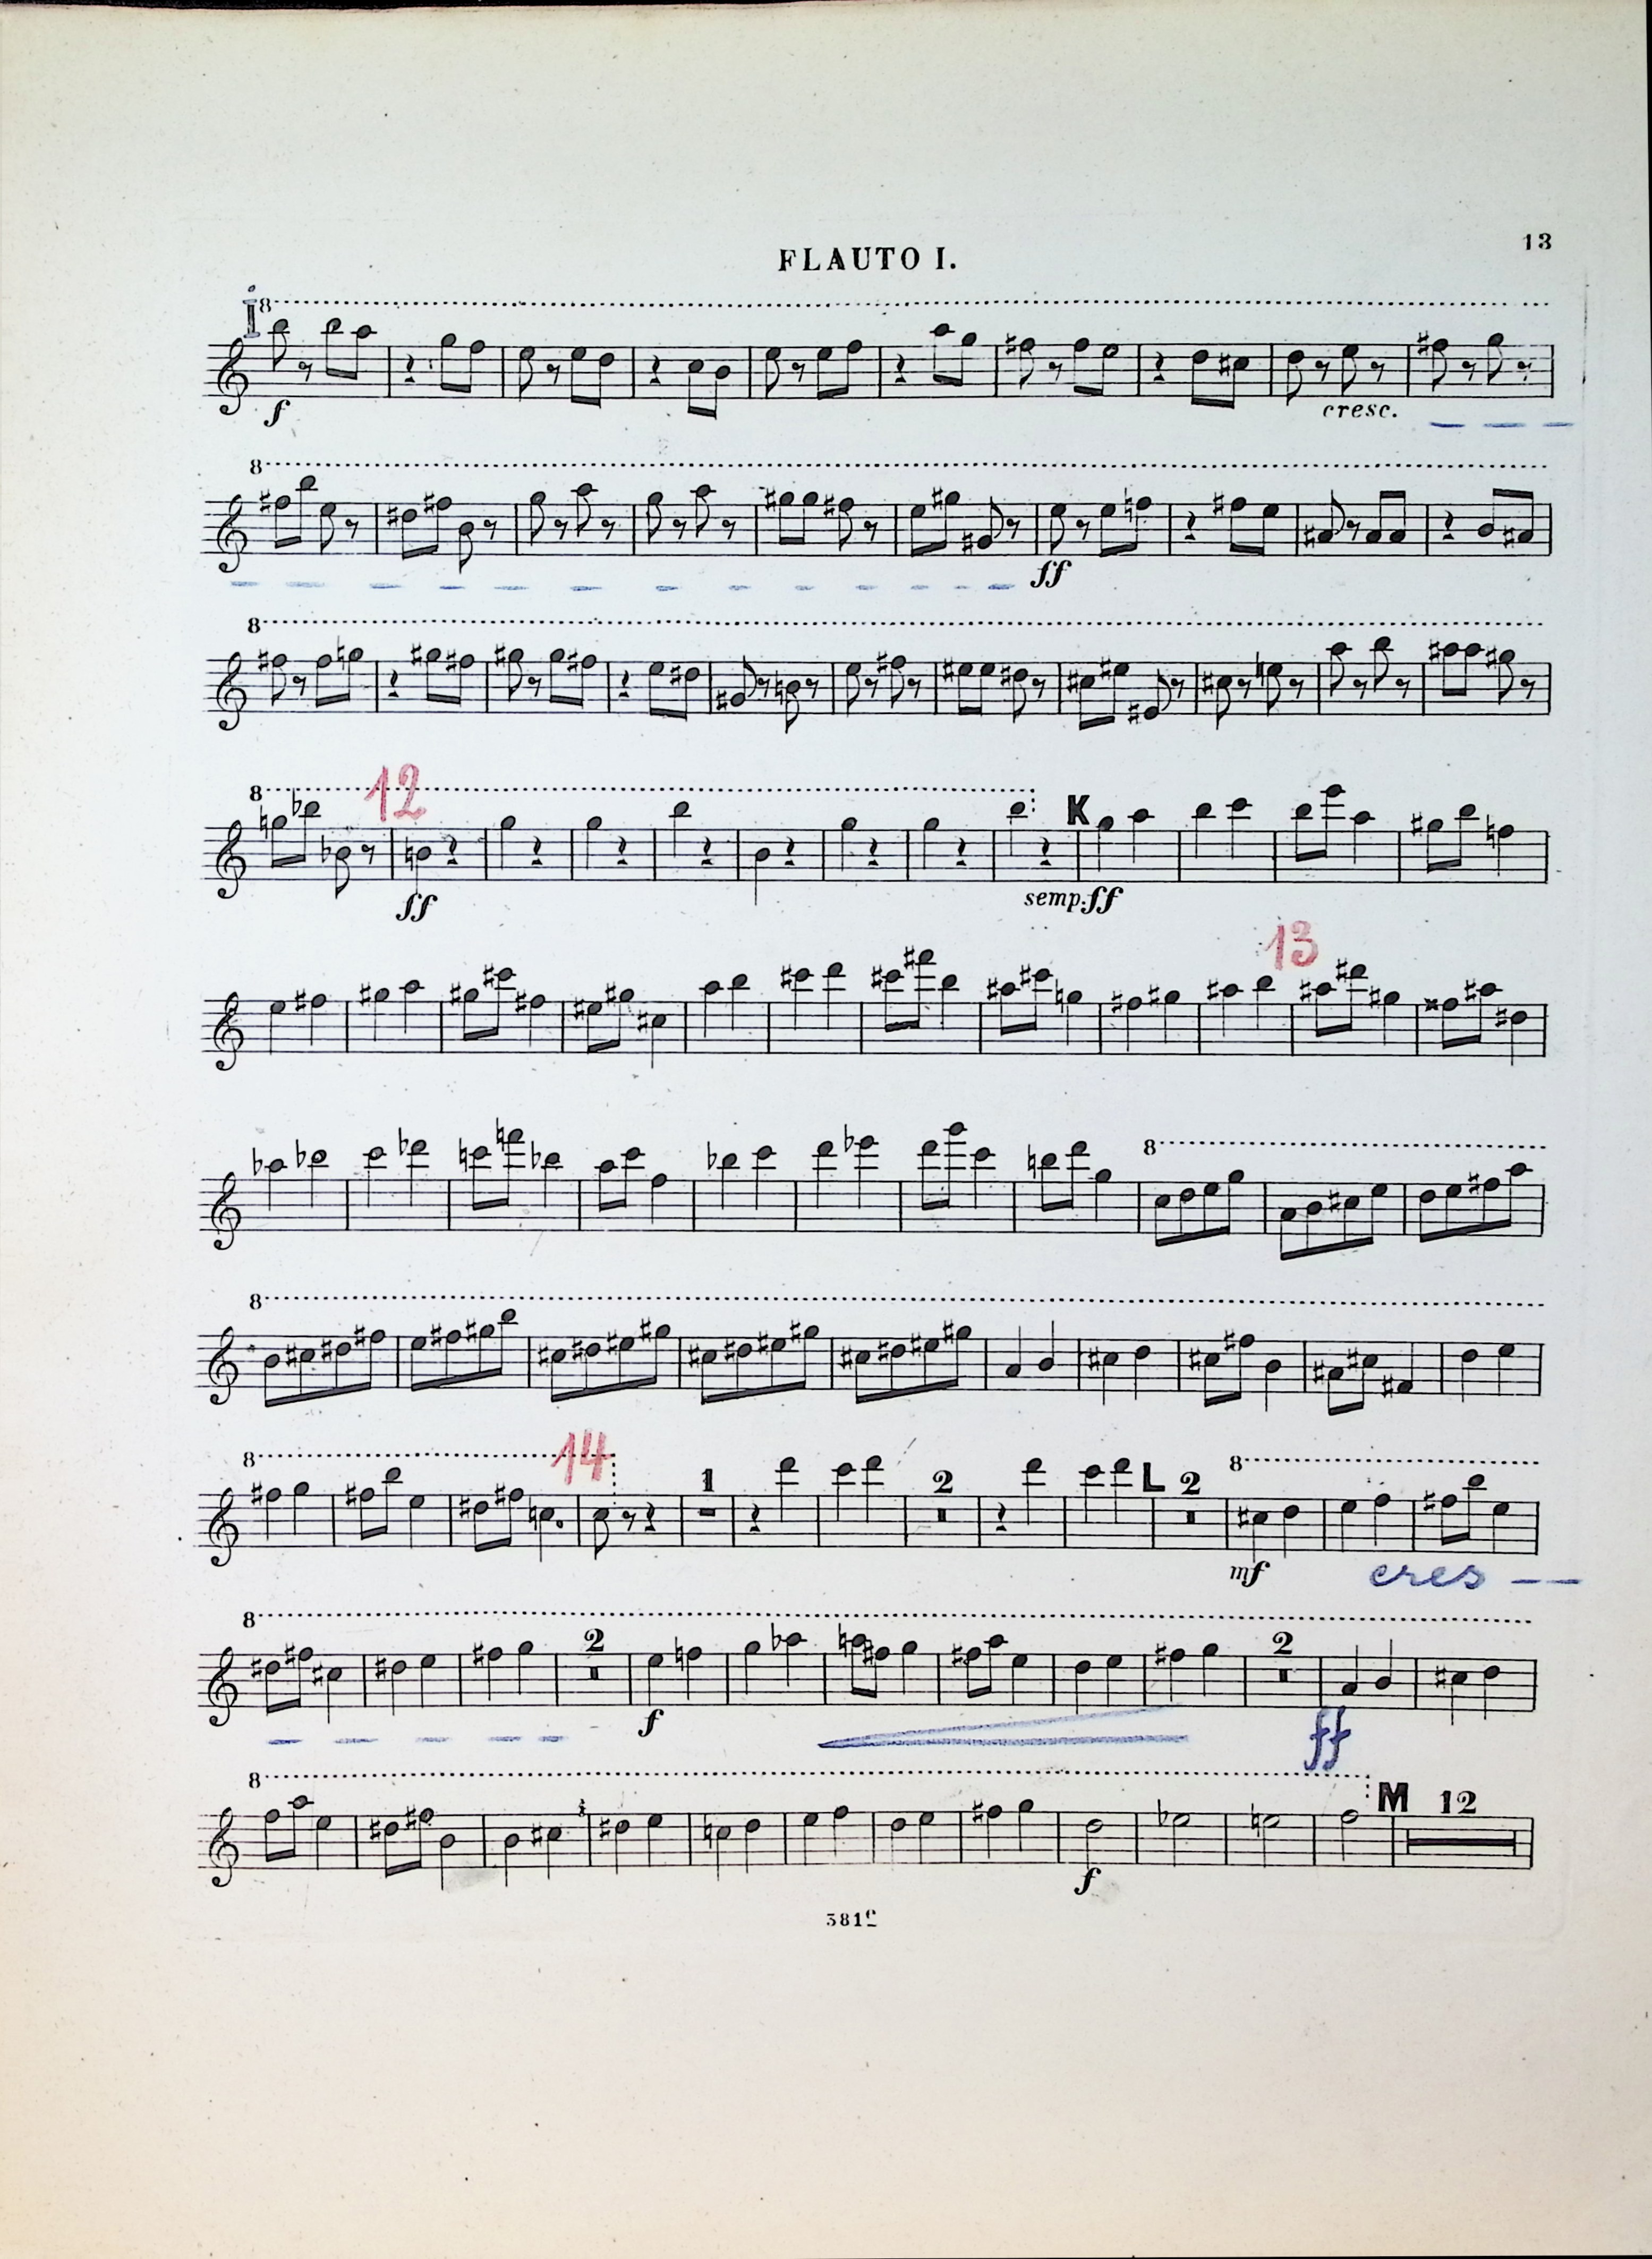 13
FLAUTO I.
I 8
f cresc.
8
ff
8
8 12 K
ff semp. ff
13
8
8
8 14 1 2 L 2 8
mf cres
8 2 2
f ff
8 M 12
f
381